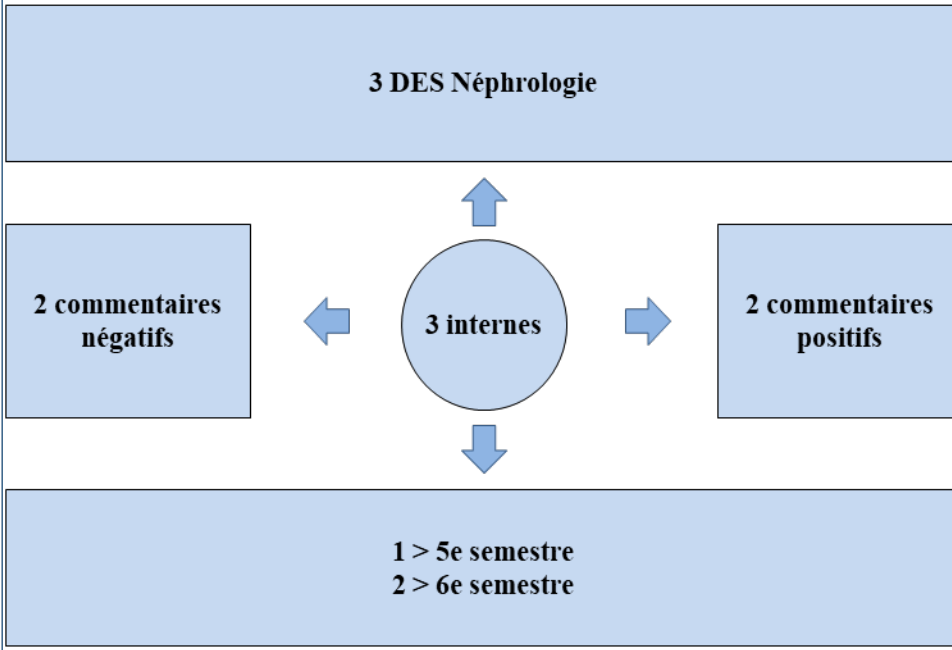 3 DES Néphrologie
2 commentaires
négatifs
3 internes
2 commentaires
positifs
1 > 5e semestre
2 > 6e semestre